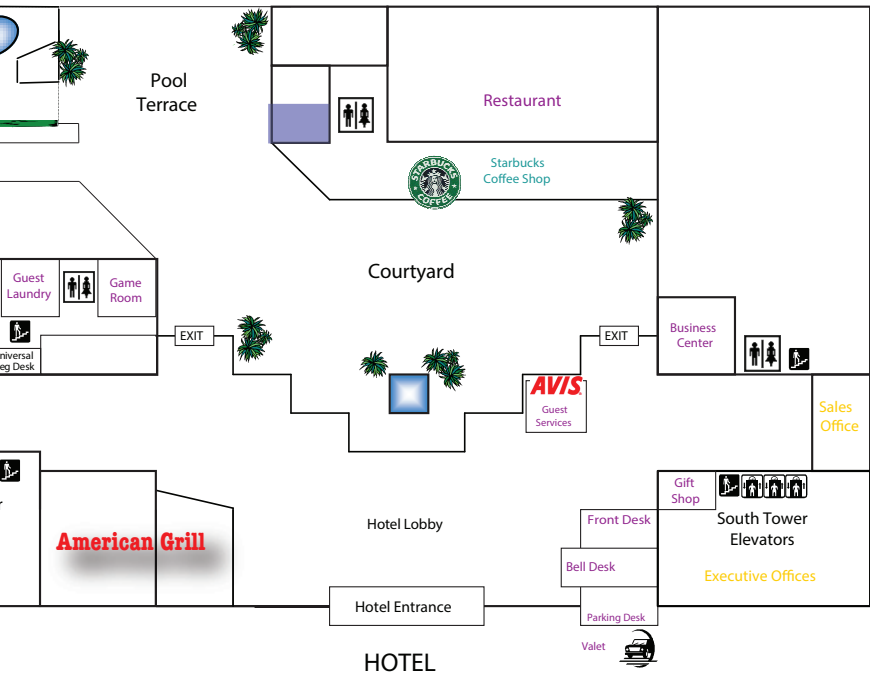 Pool
Terrace
Restaurant
STARBUCKS
COFFEE
Starbucks
Coffee Shop
Courtyard
Guest
Laundry
Game
Room
EXIT
EXIT
Business
Center
niversal
eg Desk
AVIS
Guest
Services
Sales
Office
r
American Grill
Hotel Lobby
Gift
Shop
Front Desk
South Tower
Elevators
Bell Desk
Executive Offices
Hotel Entrance
Parking Desk
Valet
HOTEL